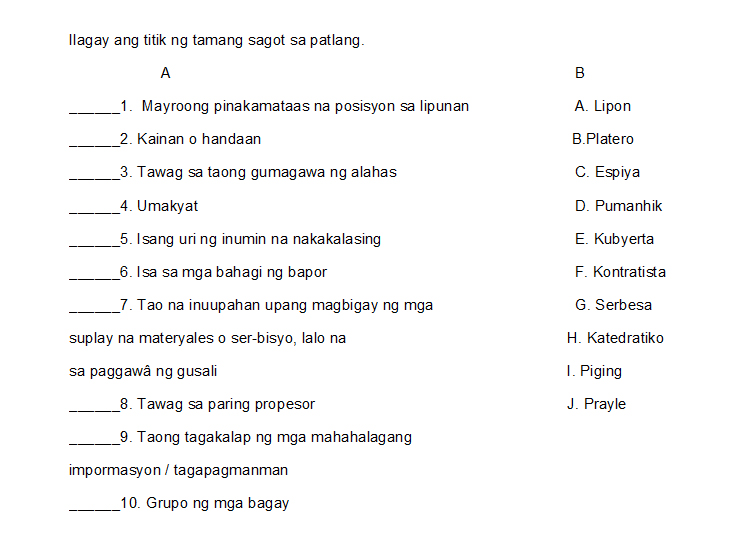 Ilagay ang titik ng tamang sagot sa patlang.
A B
______1. Mayroong pinakamataas na posisyon sa lipunan A. Lipon
______2. Kainan o handaan B.Platero
______3. Tawag sa taong gumagawa ng alahas C. Espiya
______4. Umakyat D. Pumanhik
______5. Isang uri ng inumin na nakakalasing E. Kubyerta
______6. Isa sa mga bahagi ng bapor F. Kontratista
______7. Tao na inuupahan upang magbigay ng mga G. Serbesa
suplay na materyales o ser-bisyo, lalo na H. Katedratiko
sa paggawâ ng gusali I. Piging
______8. Tawag sa paring propesor J. Prayle
______9. Taong tagakalap ng mga mahahalagang
impormasyon / tagapagmanman
______10. Grupo ng mga bagay